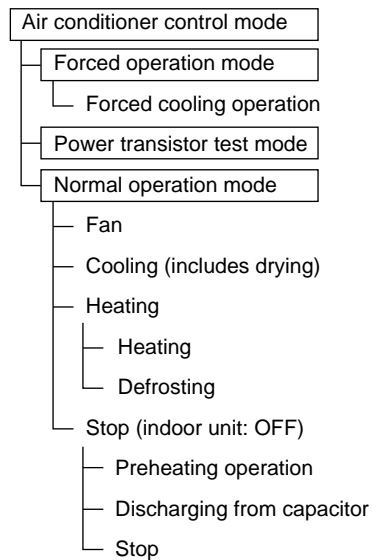 Air conditioner control mode
Forced operation mode
Forced cooling operation
Power transistor test mode
Normal operation mode
Fan
Cooling (includes drying)
Heating
Heating
Defrosting
Stop (indoor unit: OFF)
Preheating operation
Discharging from capacitor
Stop